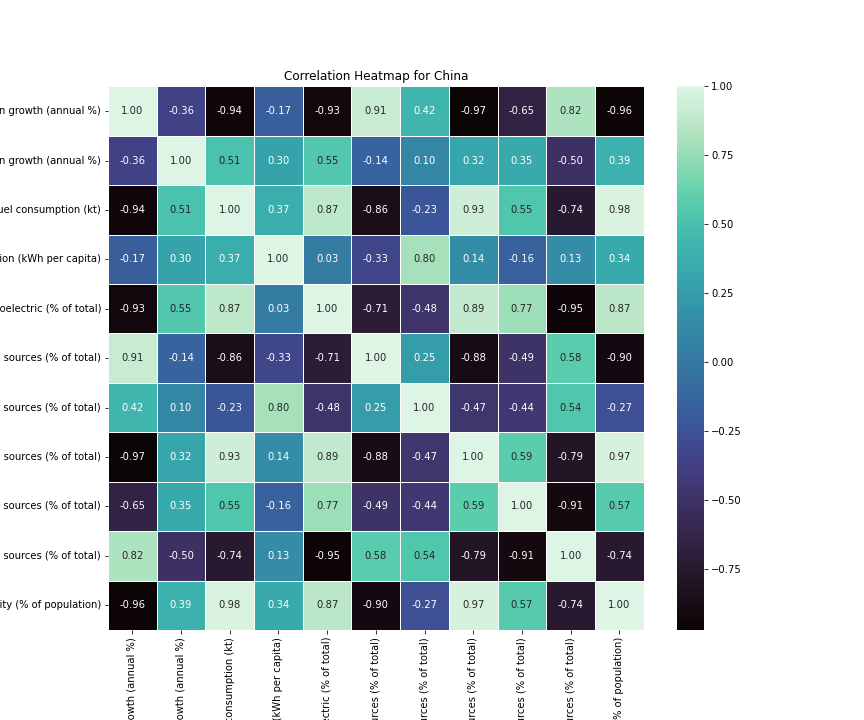 Correlation Heatmap for China
n growth (annual %) 1.00 -0.36 -0.94 -0.17 -0.93 0.91 0.42 -0.97 -0.65 0.82 -0.96
n growth (annual %) -0.36 1.00 0.51 0.30 0.55 -0.14 0.10 0.32 0.35 -0.50 0.39
uel consumption (kt) -0.94 0.51 1.00 0.37 0.87 -0.86 -0.23 0.93 0.55 -0.74 0.98
ion (kWh per capita) -0.17 0.30 0.37 1.00 0.03 -0.33 0.80 0.14 -0.16 0.13 0.34
oelectric (% of total) -0.93 0.55 0.87 0.03 1.00 -0.71 -0.48 0.89 0.77 -0.95 0.87
sources (% of total) 0.91 -0.14 -0.86 -0.33 -0.71 1.00 0.25 -0.88 -0.49 0.58 -0.90
sources (% of total) 0.42 0.10 -0.23 0.80 -0.48 0.25 1.00 -0.47 -0.44 0.54 -0.27
sources (% of total) -0.97 0.32 0.93 0.14 0.89 -0.88 -0.47 1.00 0.59 -0.79 0.97
sources (% of total) -0.65 0.35 0.55 -0.16 0.77 -0.49 -0.44 0.59 1.00 -0.91 0.57
sources (% of total) 0.82 -0.50 -0.74 0.13 -0.95 0.58 0.54 -0.79 -0.91 1.00 -0.74
ity (% of population) -0.96 0.39 0.98 0.34 0.87 -0.90 -0.27 0.97 0.57 -0.74 1.00
owth (annual %)
owth (annual %)
consumption (kt)
(kWh per capita)
ectric (% of total)
urces (% of total)
urces (% of total)
urces (% of total)
urces (% of total)
urces (% of total)
% of population)
1.00
0.75
0.50
0.25
0.00
−0.25
−0.50
−0.75